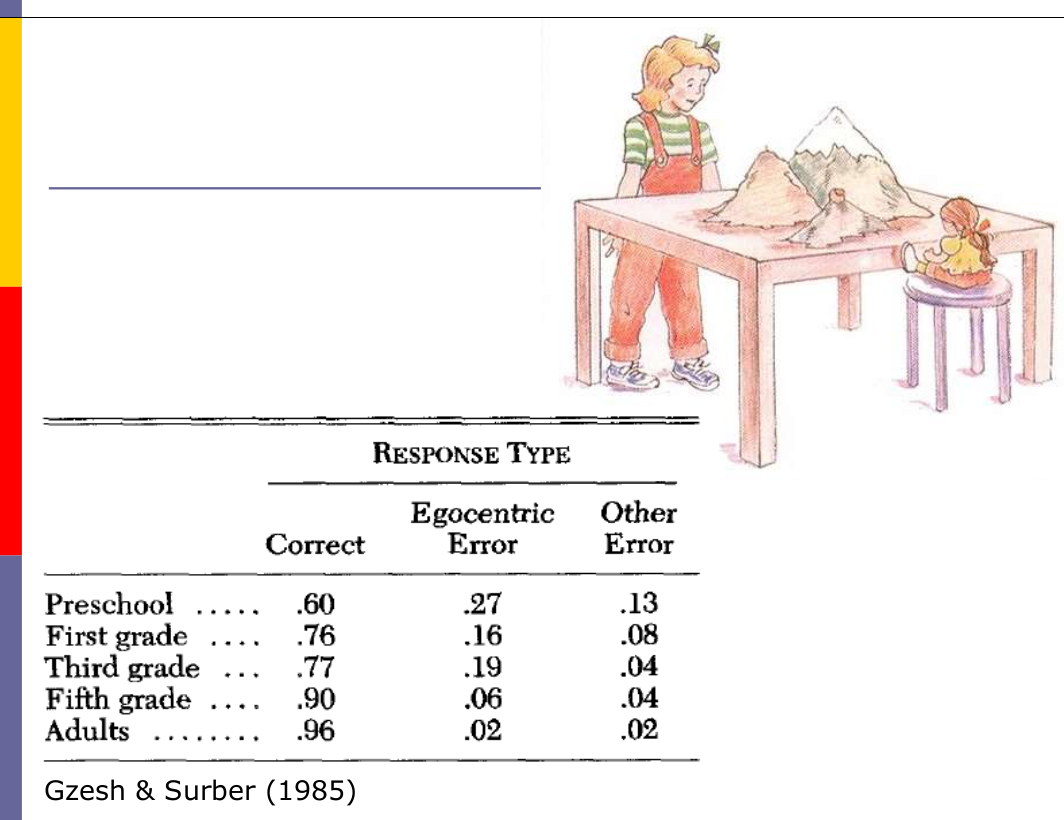 RESPONSE TYPE
Egocentric Other
Correct Error Error
Preschool ..... .60 .27 .13
First grade .... .76 .16 .08
Third grade ... .77 .19 .04
Fifth grade .... .90 .06 .04
Adults ........ .96 .02 .02
Gzesh & Surber (1985)